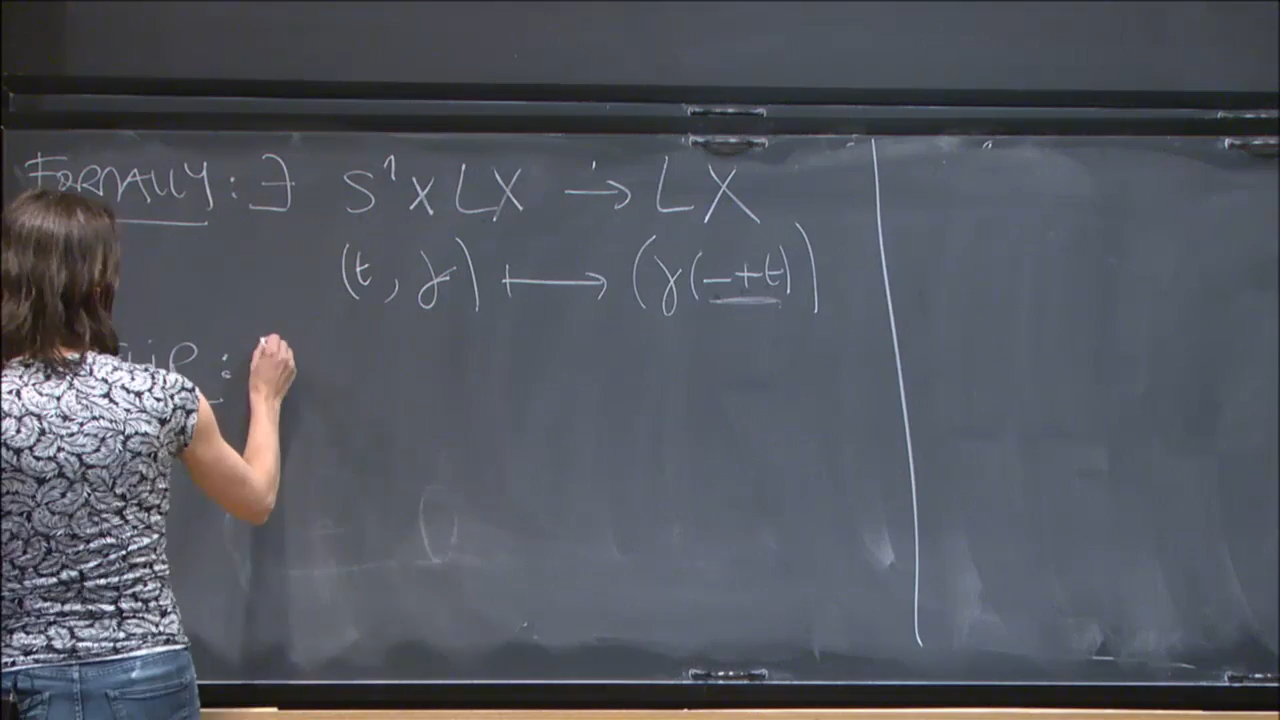 FORMALLY: ∃ S¹ × LX → LX
(t, γ) ⟼ (γ(_+t))